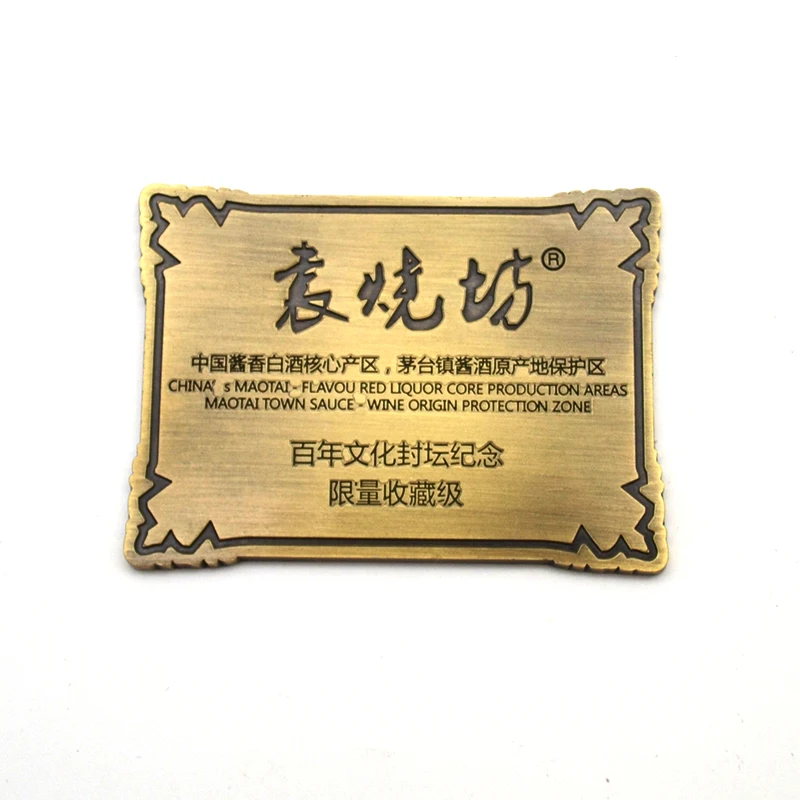 袁烧坊®
中国酱香白酒核心产区，茅台镇酱酒原产地保护区
CHINA's MAOTAI-FLAVOU RED LIQUOR CORE PRODUCTION AREAS
MAOTAI TOWN SAUCE-WINE ORIGIN PROTECTION ZONE
百年文化封坛纪念
限量收藏级